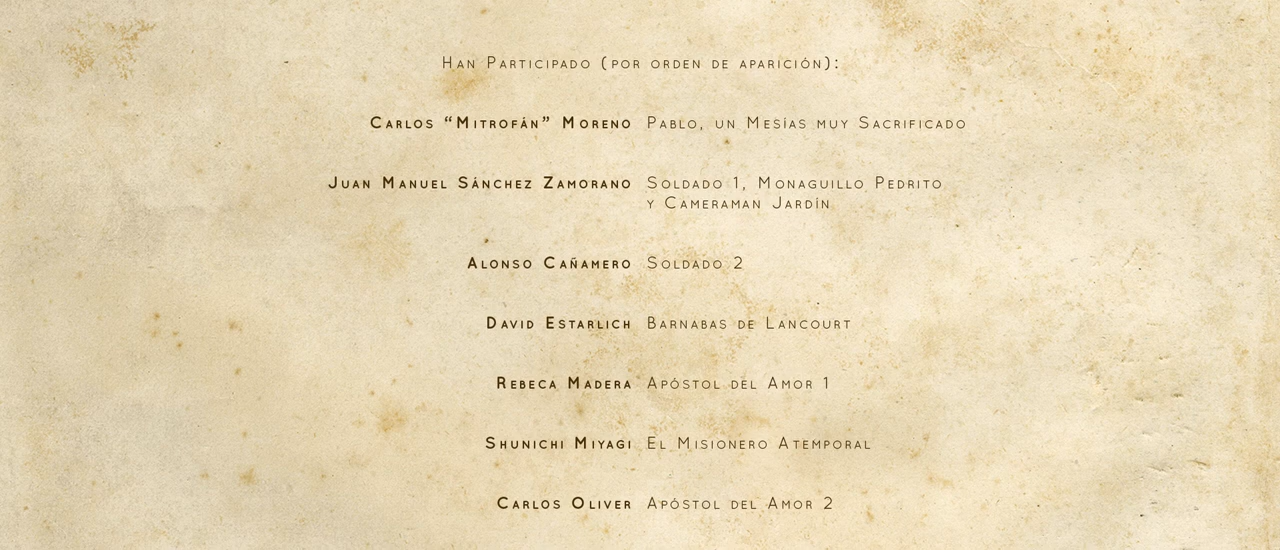 Han Participado (por orden de aparición):
Carlos “Mitrofán” Moreno Pablo, un Mesías muy Sacrificado
Juan Manuel Sánchez Zamorano Soldado 1, Monaguillo Pedrito
y Cameraman Jardín
Alonso Cañamero Soldado 2
David Estarlich Barnabas de Lancourt
Rebeca Madera Apóstol del Amor 1
Shunichi Miyagi El Misionero Atemporal
Carlos Oliver Apóstol del Amor 2